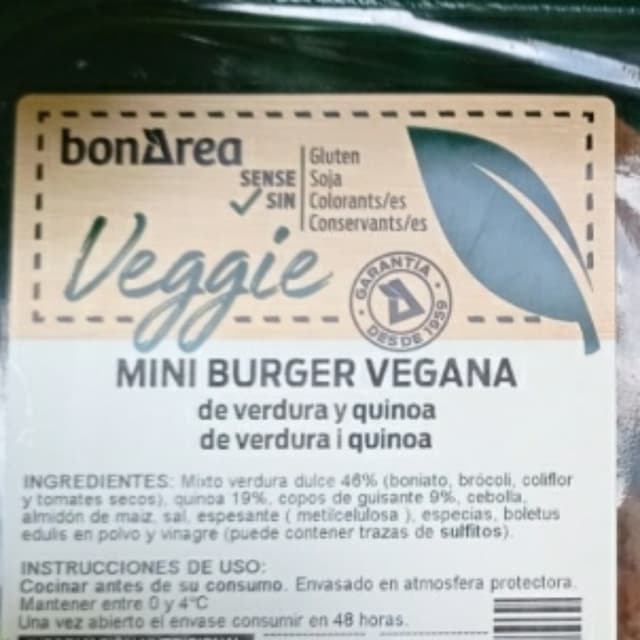 bonÀrea
SENSE
SIN
Gluten
Soja
Colorants/es
Conservants/es
Veggie
GARANTIA
DESDE 1959
MINI BURGER VEGANA
de verdura y quinoa
de verdura i quinoa
INGREDIENTES: Mixto verdura dulce 46% (boniato, brócoli, coliflor
y tomates secos), quinoa 19%, copos de guisante 9%, cebolla,
almidón de maiz, sal, espesante ( metilcelulosa ), especias, boletus
edulis en polvo y vinagre (puede contener trazas de sulfitos).
INSTRUCCIONES DE USO:
Cocinar antes de su consumo. Envasado en atmosfera protectora.
Mantener entre 0 y 4ºC
Una vez abierto el envase consumir en 48 horas.